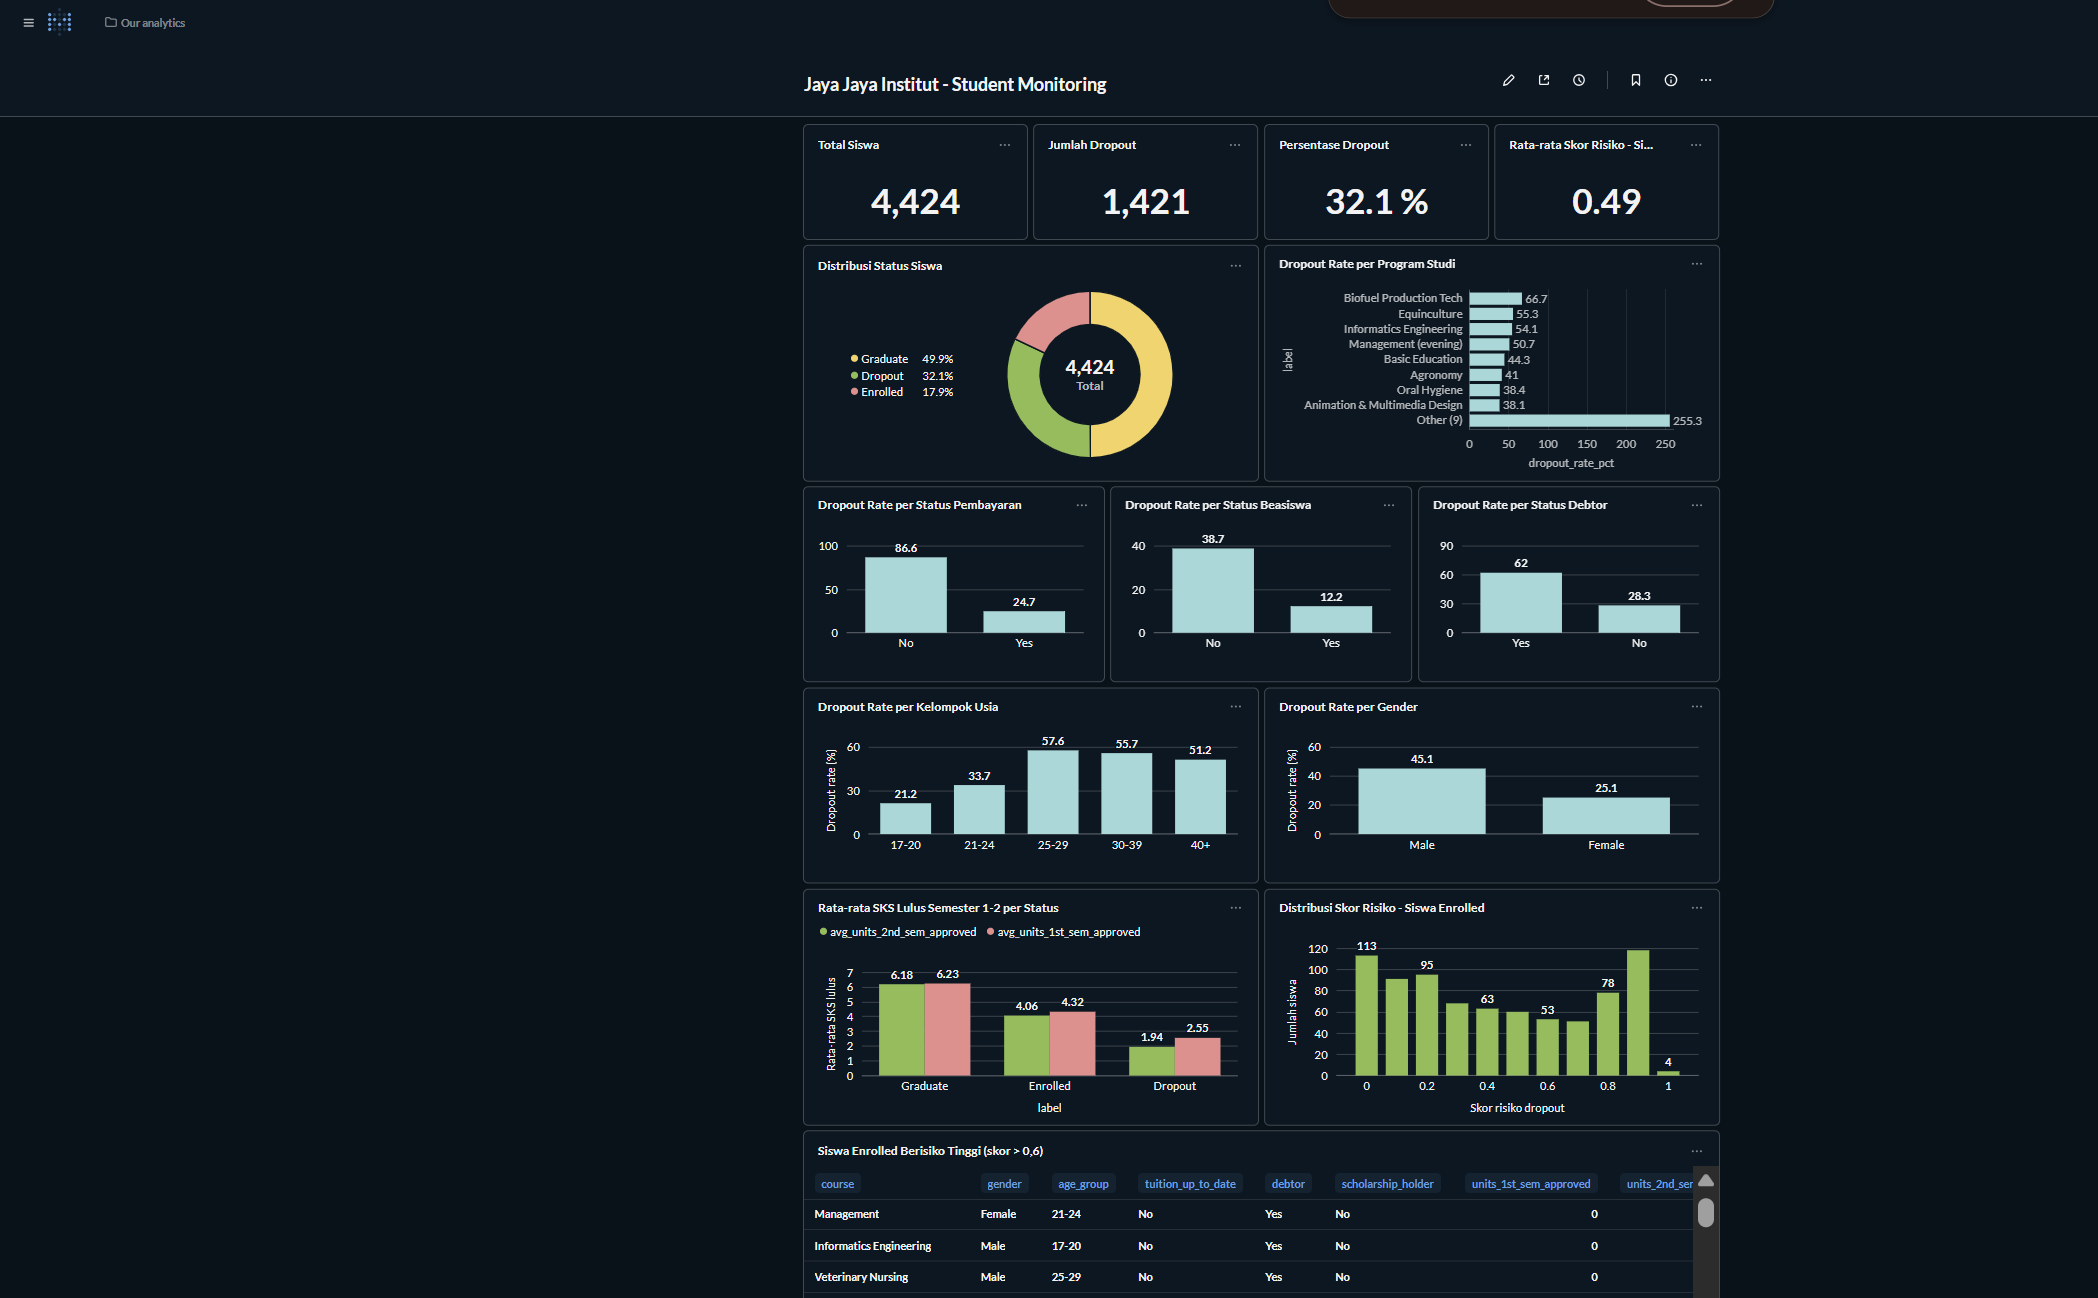 Our analytics
Jaya Jaya Institut - Student Monitoring
Total Siswa
4,424
Jumlah Dropout
1,421
Persentase Dropout
32.1 %
Rata-rata Skor Risiko - Si...
0.49
Distribusi Status Siswa
Graduate 49.9%
Dropout 32.1%
Enrolled 17.9%
4,424
Total
Dropout Rate per Program Studi
label
Biofuel Production Tech 66.7
Equinculture 55.3
Informatics Engineering 54.1
Management (evening) 50.7
Basic Education 44.3
Agronomy 41
Oral Hygiene 38.4
Animation & Multimedia Design 38.1
Other (9) 255.3
0 50 100 150 200 250
dropout_rate_pct
Dropout Rate per Status Pembayaran
100
50
0
86.6
24.7
No Yes
Dropout Rate per Status Beasiswa
40
20
0
38.7
12.2
No Yes
Dropout Rate per Status Debtor
90
60
30
0
62
28.3
Yes No
Dropout Rate per Kelompok Usia
Dropout rate (%)
60
30
0
21.2
33.7
57.6
55.7
51.2
17-20 21-24 25-29 30-39 40+
Dropout Rate per Gender
Dropout rate (%)
60
40
20
0
45.1
25.1
Male Female
Rata-rata SKS Lulus Semester 1-2 per Status
avg_units_2nd_sem_approved avg_units_1st_sem_approved
Rata-rata SKS lulus
7
6
5
4
3
2
1
0
6.18 6.23
4.06 4.32
1.94 2.55
Graduate Enrolled Dropout
label
Distribusi Skor Risiko - Siswa Enrolled
Jumlah siswa
120
100
80
60
40
20
0
113
95
63
53
78
4
0 0.2 0.4 0.6 0.8 1
Skor risiko dropout
Siswa Enrolled Berisiko Tinggi (skor > 0,6)
course gender age_group tuition_up_to_date debtor scholarship_holder units_1st_sem_approved units_2nd_ser
Management Female 21-24 No Yes No 0
Informatics Engineering Male 17-20 No Yes No 0
Veterinary Nursing Male 25-29 No Yes No 0